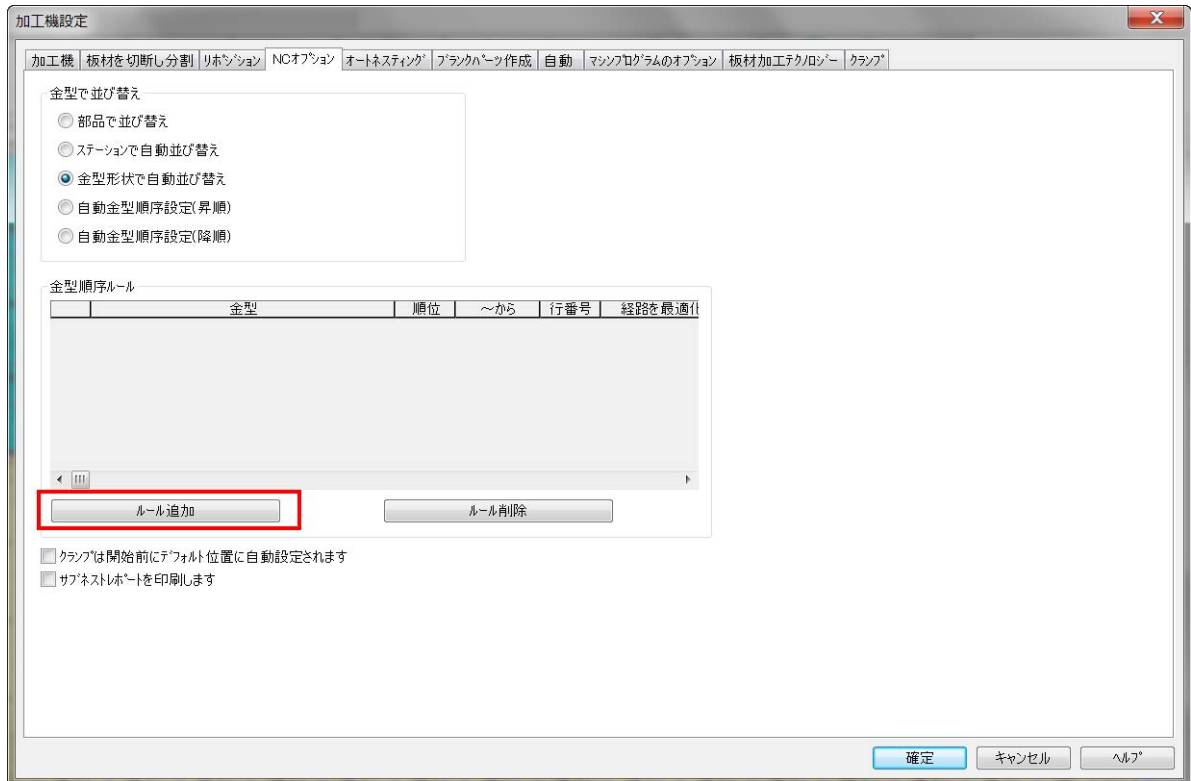 加工機設定
加工機 板材を切断し分割 リポジション NCオプション オートネスティング ブランクパーツ作成 自動 マシンプログラムのオプション 板材加工テクノロジー クランプ
金型で並び替え
部品で並び替え
ステーションで自動並び替え
金型形状で自動並び替え
自動金型順序設定(昇順)
自動金型順序設定(降順)
金型順序ルール
金型 順位 ～から 行番号 経路を最適化
ルール追加 ルール削除
クランプは開始前にデフォルト位置に自動設定されます
サブネストレポートを印刷します
確定 キャンセル ヘルプ